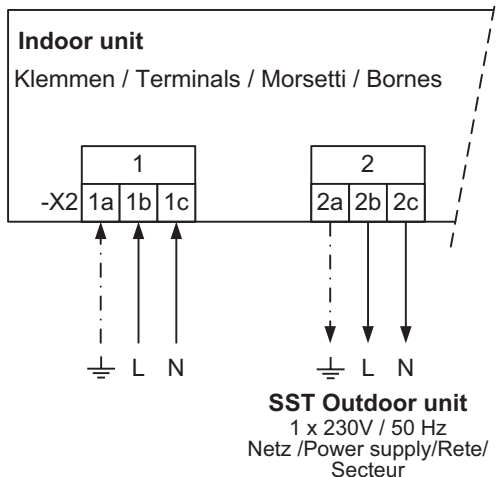 Indoor unit
Klemmen / Terminals / Morsetti / Bornes
1
2
-X2 1a 1b 1c
2a 2b 2c
L N
L N
SST Outdoor unit
1 x 230V / 50 Hz
Netz /Power supply/Rete/
Secteur